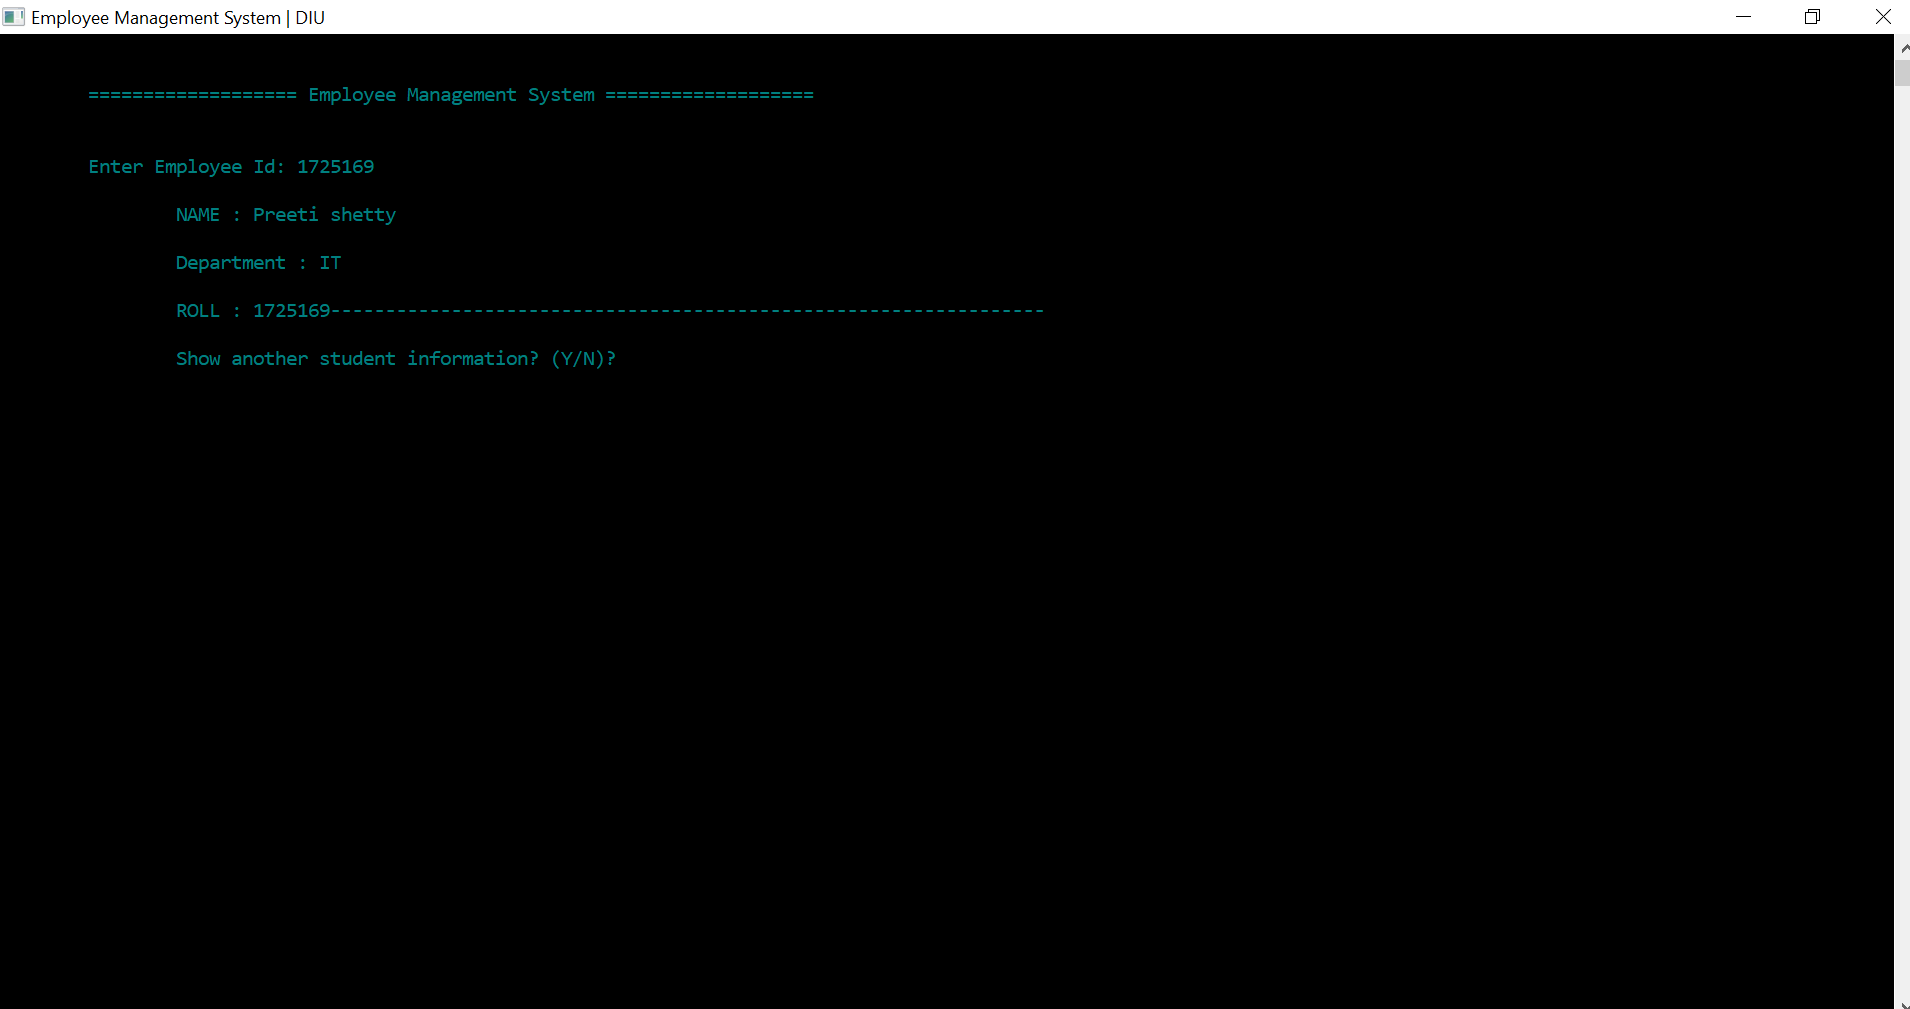 Employee Management System | DIU
=================== Employee Management System ===================
Enter Employee Id: 1725169
NAME : Preeti shetty
Department : IT
ROLL : 1725169-----------------------------------------------------------------
Show another student information? (Y/N)?